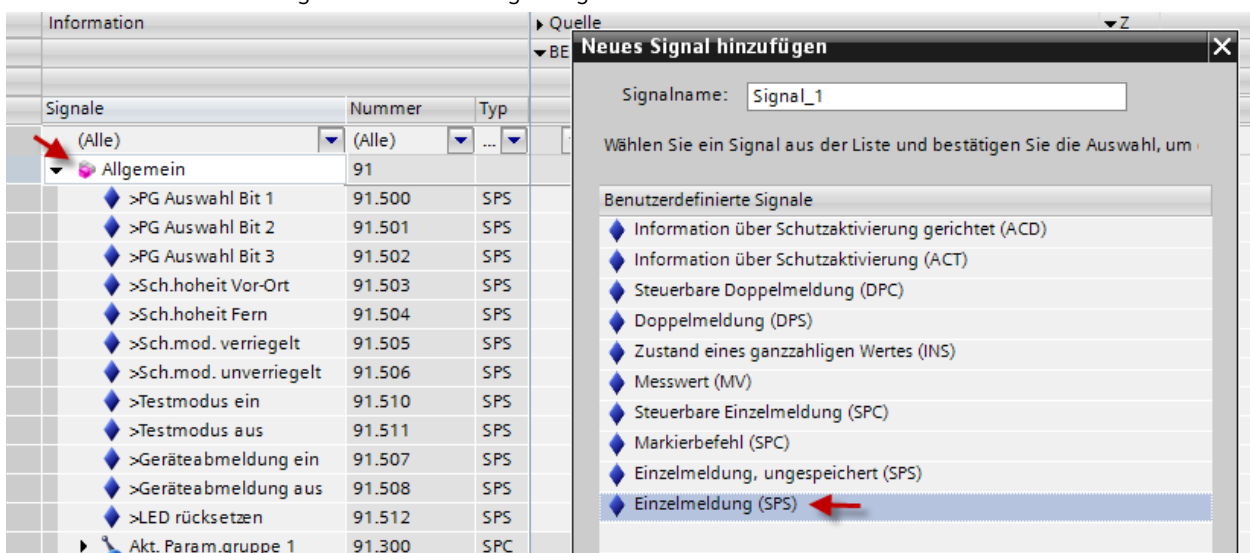 Information
Quelle
Z
BE
Signale Nummer Typ
(Alle) (Alle) ...
Allgemein 91
>PG Auswahl Bit 1 91.500 SPS
>PG Auswahl Bit 2 91.501 SPS
>PG Auswahl Bit 3 91.502 SPS
>Sch.hoheit Vor-Ort 91.503 SPS
>Sch.hoheit Fern 91.504 SPS
>Sch.mod. verriegelt 91.505 SPS
>Sch.mod. unverriegelt 91.506 SPS
>Testmodus ein 91.510 SPS
>Testmodus aus 91.511 SPS
>Geräteabmeldung ein 91.507 SPS
>Geräteabmeldung aus 91.508 SPS
>LED rücksetzen 91.512 SPS
Akt. Param.gruppe 1 91.300 SPC
Neues Signal hinzufügen
Signalname: Signal_1
Wählen Sie ein Signal aus der Liste und bestätigen Sie die Auswahl, um
Benutzerdefinierte Signale
Information über Schutzaktivierung gerichtet (ACD)
Information über Schutzaktivierung (ACT)
Steuerbare Doppelmeldung (DPC)
Doppelmeldung (DPS)
Zustand eines ganzzahligen Wertes (INS)
Messwert (MV)
Steuerbare Einzelmeldung (SPC)
Markierbefehl (SPC)
Einzelmeldung, ungespeichert (SPS)
Einzelmeldung (SPS)